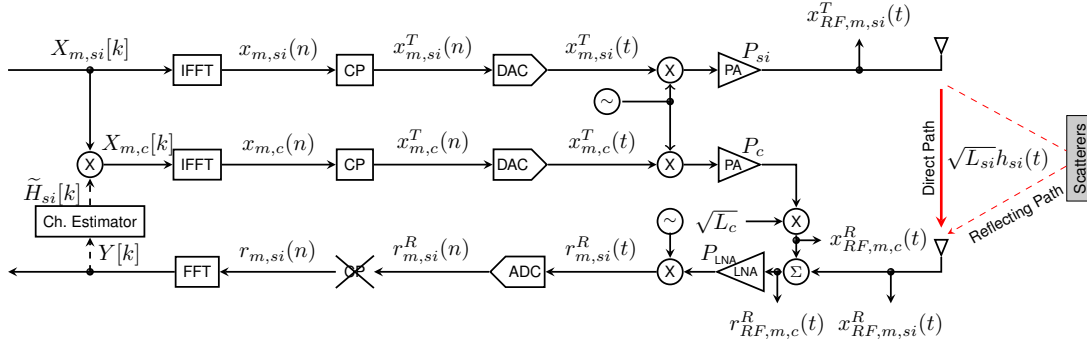 X_{m,si}[k]
IFFT
x_{m,si}(n)
CP
x^T_{m,si}(n)
DAC
x^T_{m,si}(t)
X
PA
P_{si}
x^T_{RF,m,si}(t)
∼
X_{m,c}[k]
X
IFFT
x_{m,c}(n)
CP
x^T_{m,c}(n)
DAC
x^T_{m,c}(t)
X
PA
P_c
Direct Path
√L_{si}h_{si}(t)
Scatterers
Reflecting Path
H̃_{si}[k]
Ch. Estimator
∼
√L_c
X
x^R_{RF,m,c}(t)
Y[k]
FFT
r_{m,si}(n)
CP
r^R_{m,si}(n)
ADC
r^R_{m,si}(t)
X
P_{LNA}
LNA
Σ
r^R_{RF,m,c}(t)
x^R_{RF,m,si}(t)